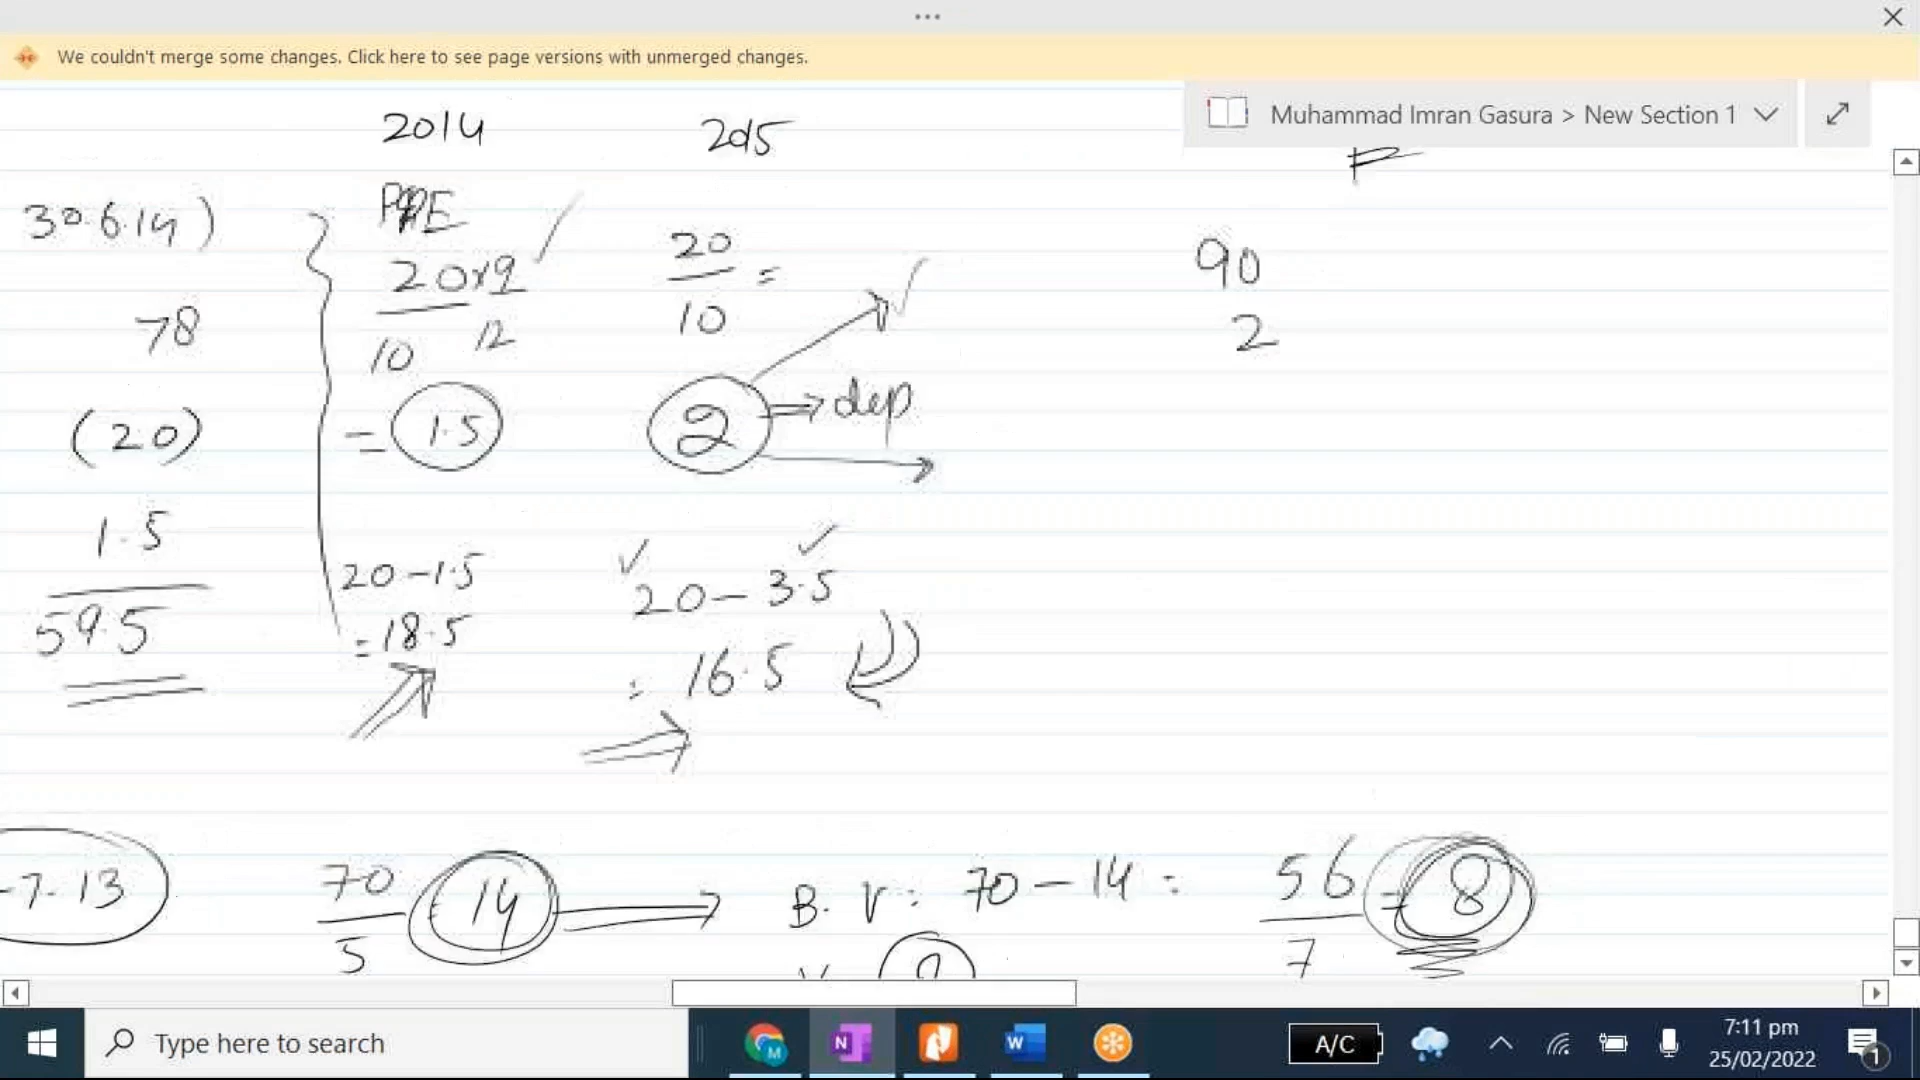 We couldn't merge some changes. Click here to see page versions with unmerged changes.
Muhammad Imran Gasura > New Section 1
2014 2015
30.6.14) PPE
20×9 20
10 12 10 =
78 90
2
(20) = 1.5 2 ⇒ dep
1.5
20-1.5 20-3.5
59.5 = 18.5 = 16.5
-7-13 70 14 B. V: 70-14 = 56 = 8
5 7
Type here to search
A/C
7:11 pm
25/02/2022
1